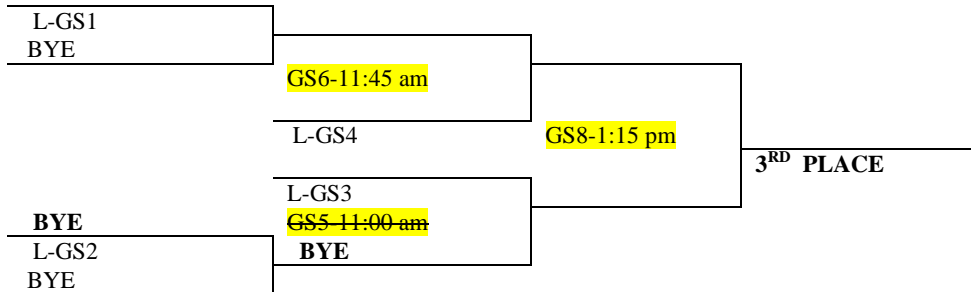 L-GS1
BYE
GS6-11:45 am
L-GS4
GS8-1:15 pm
3RD PLACE
L-GS3
GS5-11:00 am
BYE
BYE
L-GS2
BYE